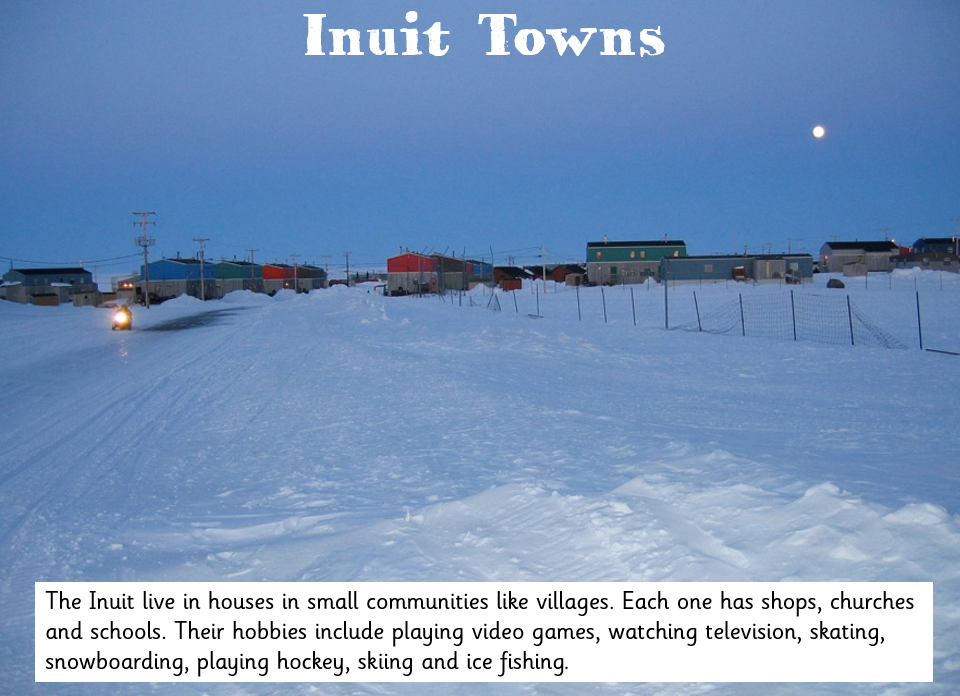 Inuit Towns
The Inuit live in houses in small communities like villages. Each one has shops, churches
and schools. Their hobbies include playing video games, watching television, skating,
snowboarding, playing hockey, skiing and ice fishing.